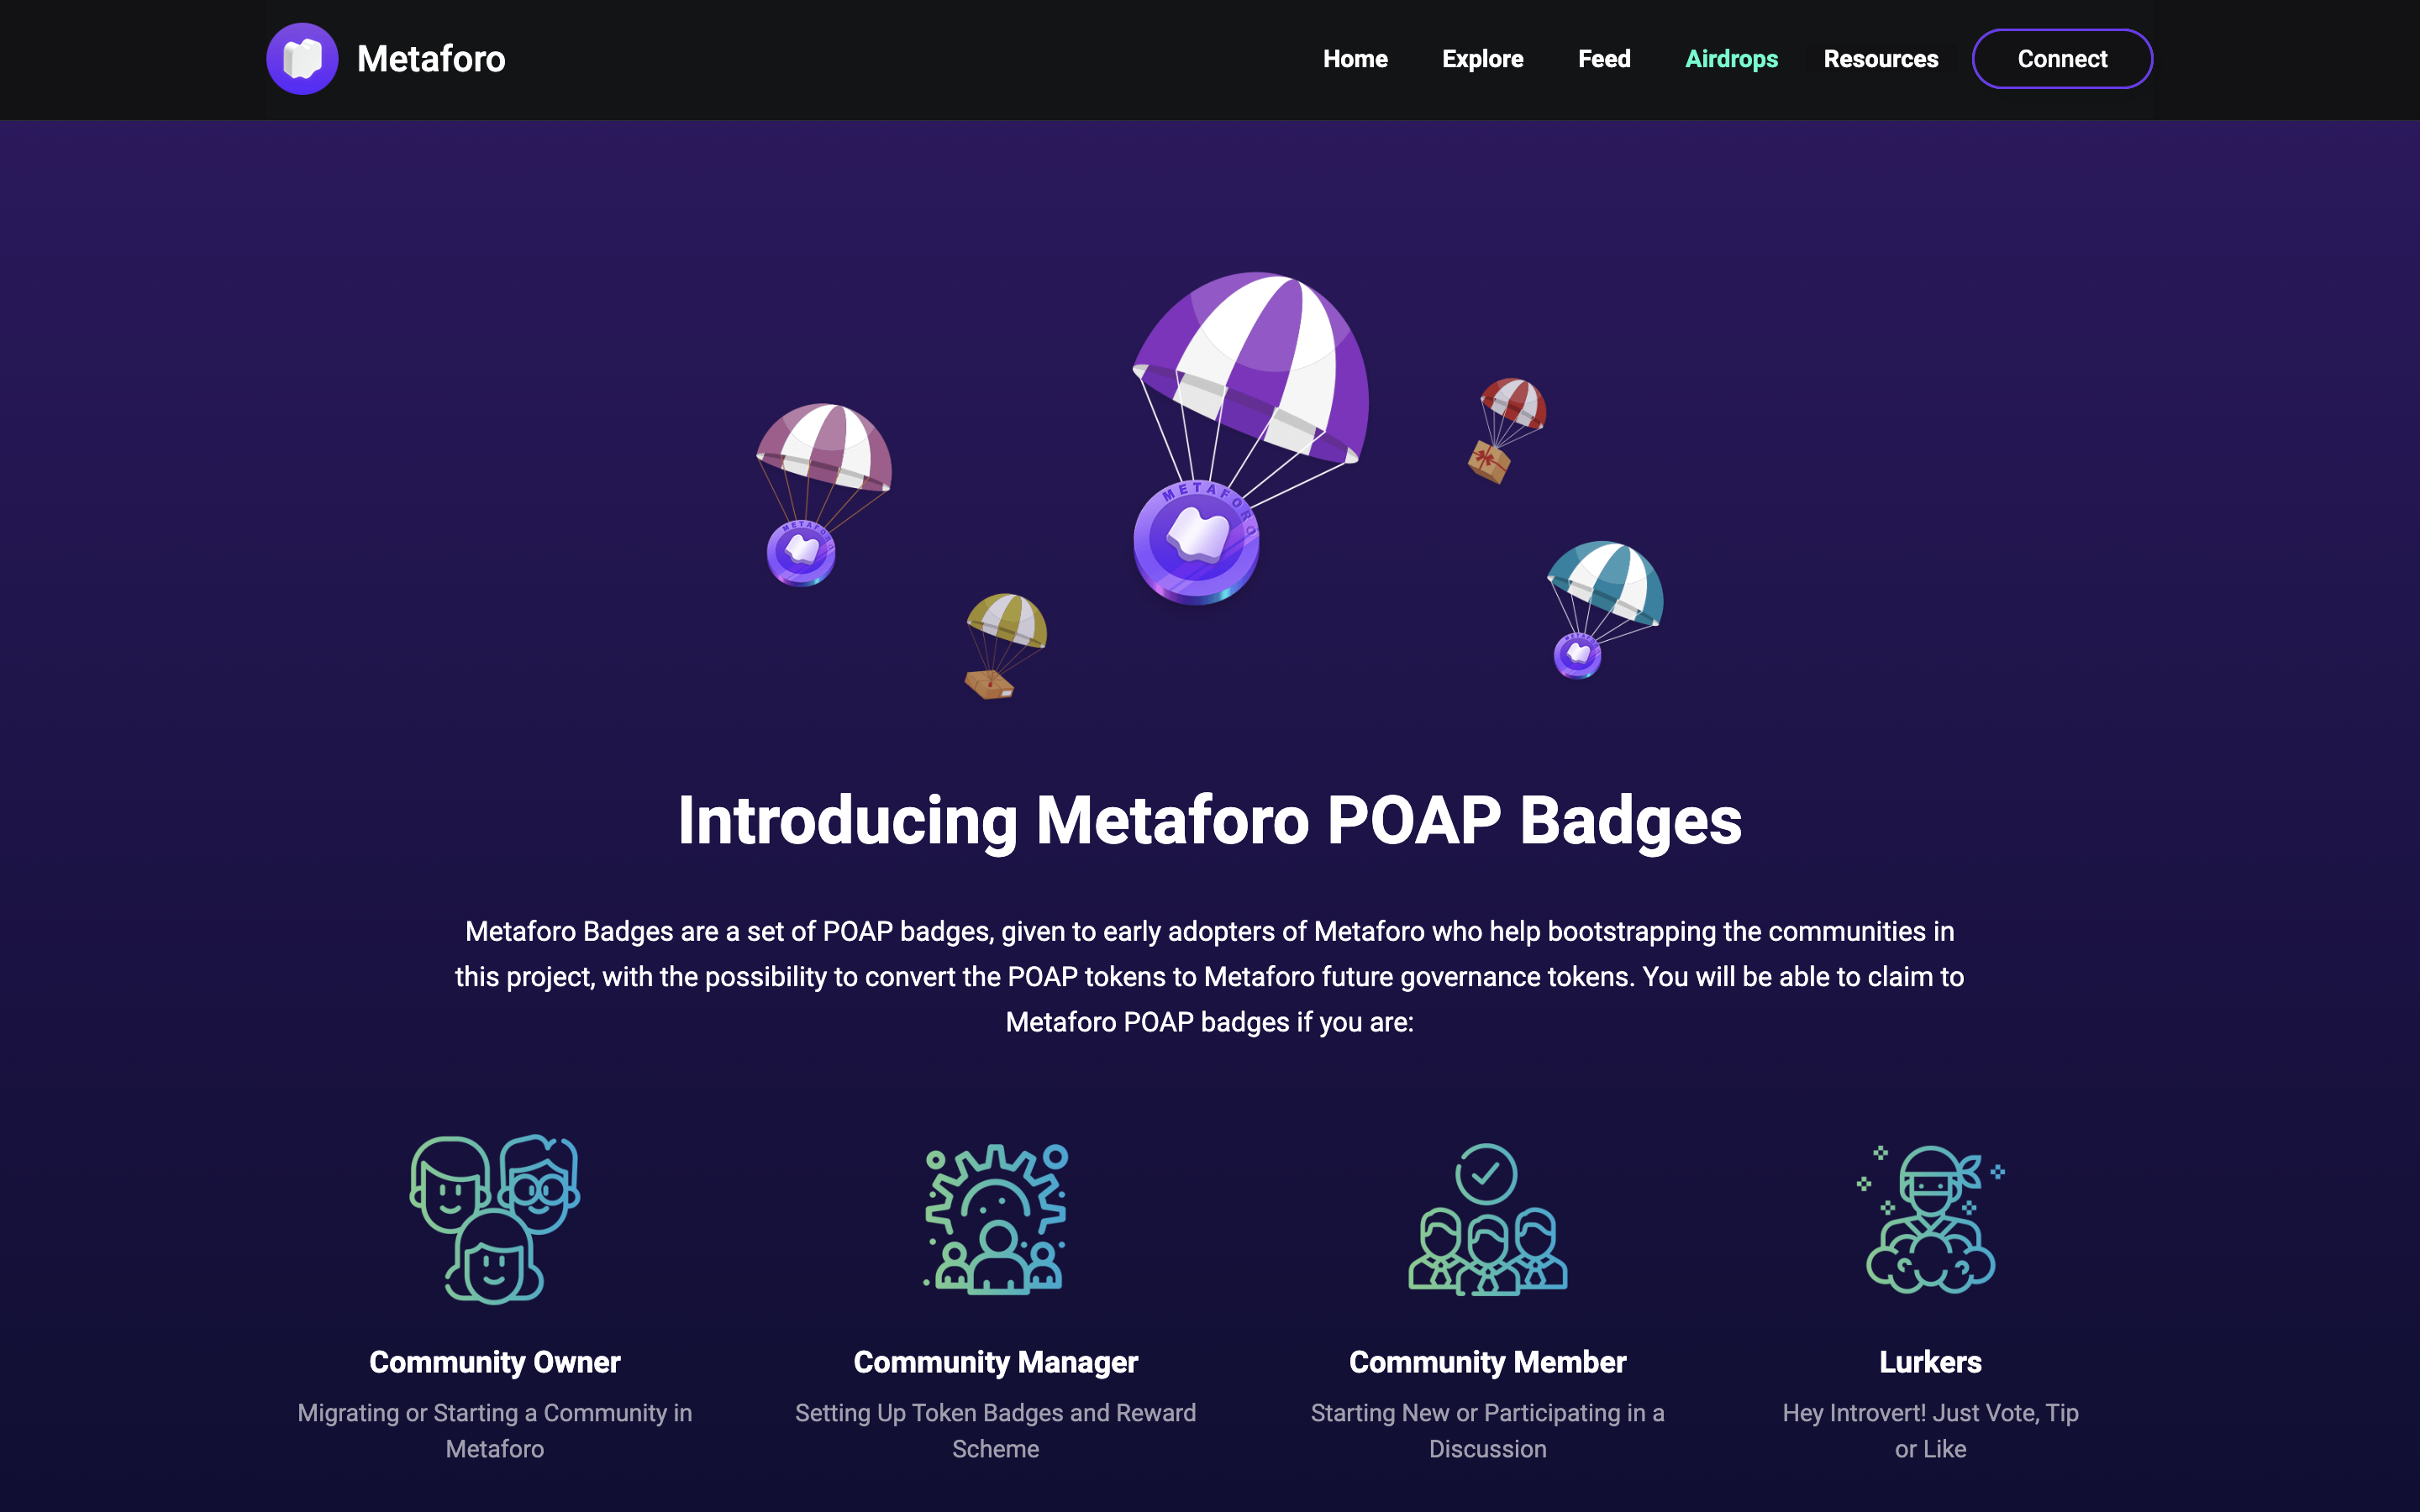 Metaforo
Home
Explore
Feed
Airdrops
Resources
Connect
METAFORO
METAFORO
Introducing Metaforo POAP Badges
Metaforo Badges are a set of POAP badges, given to early adopters of Metaforo who help bootstrapping the communities in
this project, with the possibility to convert the POAP tokens to Metaforo future governance tokens. You will be able to claim to
Metaforo POAP badges if you are:
Community Owner
Migrating or Starting a Community in
Metaforo
Community Manager
Setting Up Token Badges and Reward
Scheme
Community Member
Starting New or Participating in a
Discussion
Lurkers
Hey Introvert! Just Vote, Tip
or Like